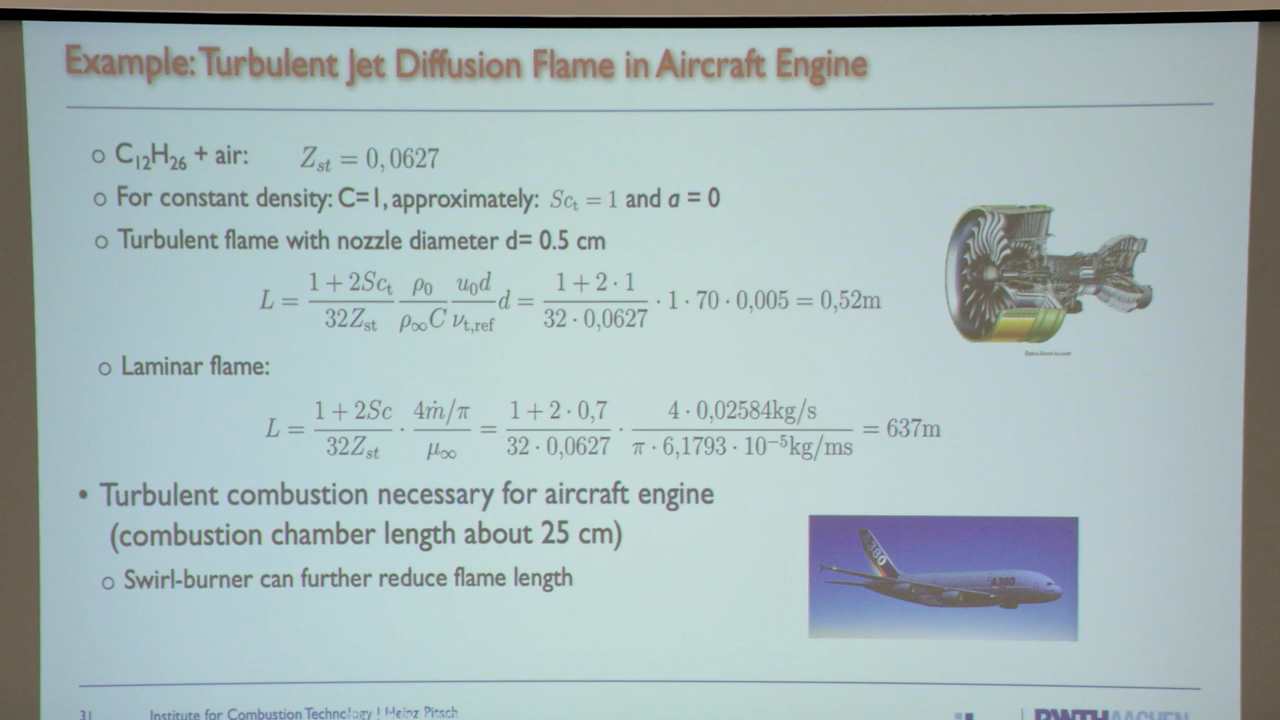 Example: Turbulent Jet Diffusion Flame in Aircraft Engine
○ C₁₂H₂₆ + air: Z_st = 0,0627
○ For constant density: C=1, approximately: Sc_t = 1 and a = 0
○ Turbulent flame with nozzle diameter d= 0.5 cm
L = (1 + 2Sc_t)/(32Z_st) ρ₀/(ρ_∞C) (u₀d)/(ν_t,ref) d = (1 + 2 · 1)/(32 · 0,0627) · 1 · 70 · 0,005 = 0,52m
○ Laminar flame:
L = (1 + 2Sc)/(32Z_st) · (4ṁ/π)/(μ_∞) = (1 + 2 · 0,7)/(32 · 0,0627) · (4 · 0,02584kg/s)/(π · 6,1793 · 10⁻⁵kg/ms) = 637m
• Turbulent combustion necessary for aircraft engine
(combustion chamber length about 25 cm)
○ Swirl-burner can further reduce flame length
380
A380
31 Institute for Combustion Technology | Heinz Pitsch
RWTHAACHEN